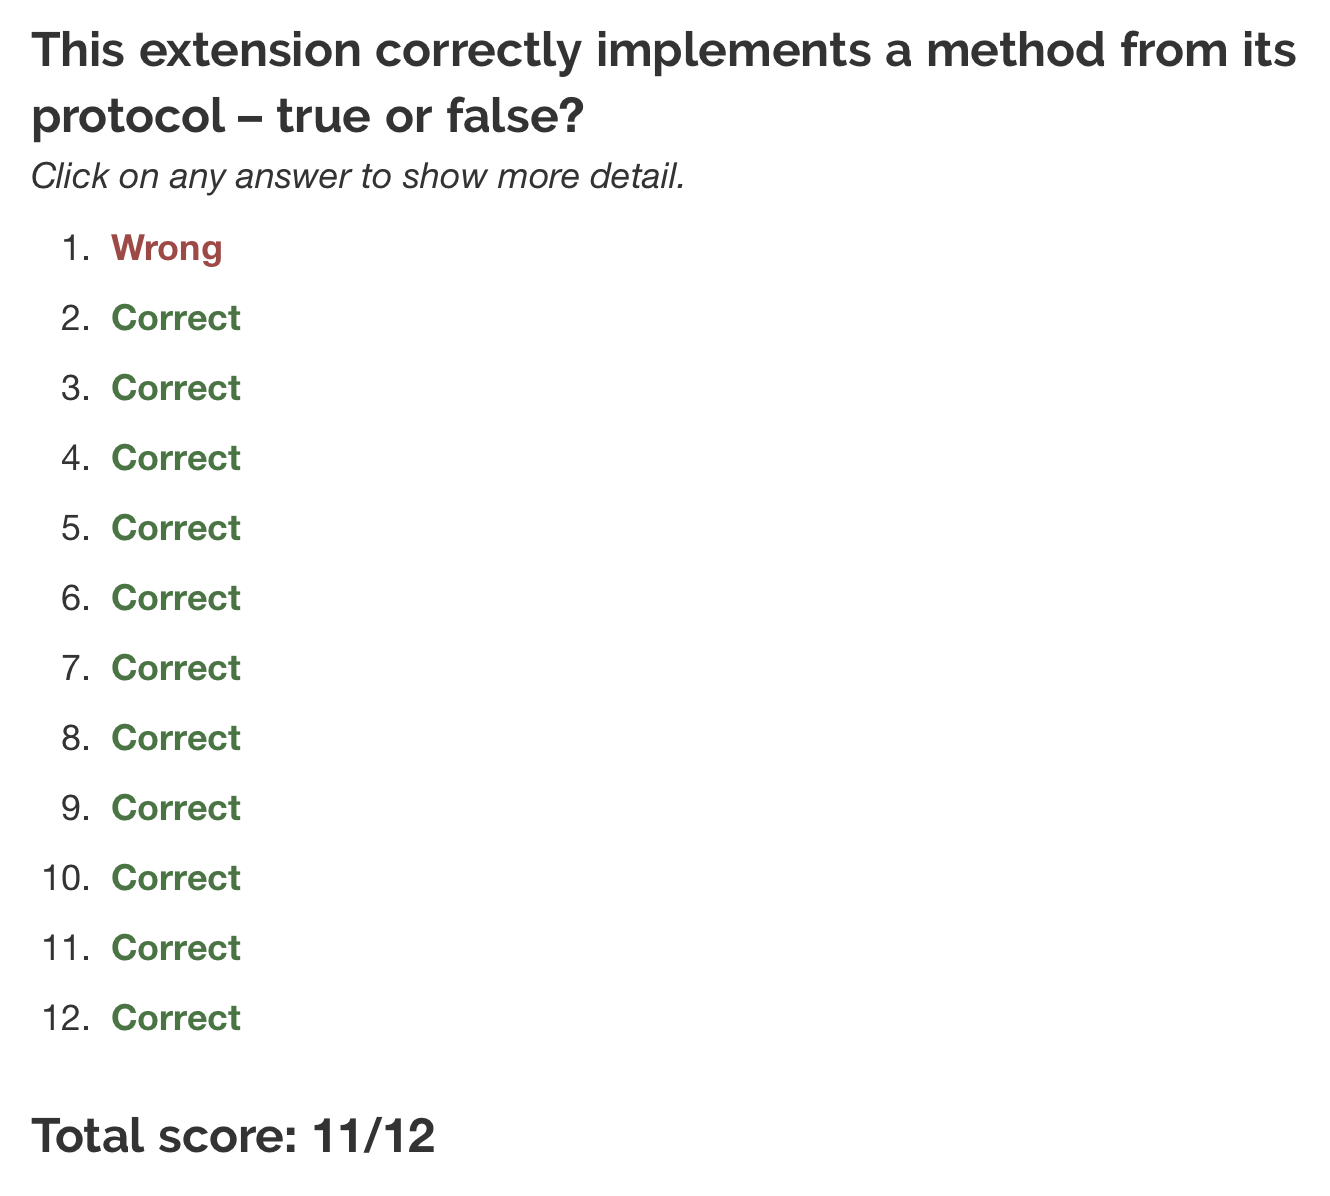 This extension correctly implements a method from its
protocol – true or false?
Click on any answer to show more detail.
1. Wrong
2. Correct
3. Correct
4. Correct
5. Correct
6. Correct
7. Correct
8. Correct
9. Correct
10. Correct
11. Correct
12. Correct
Total score: 11/12